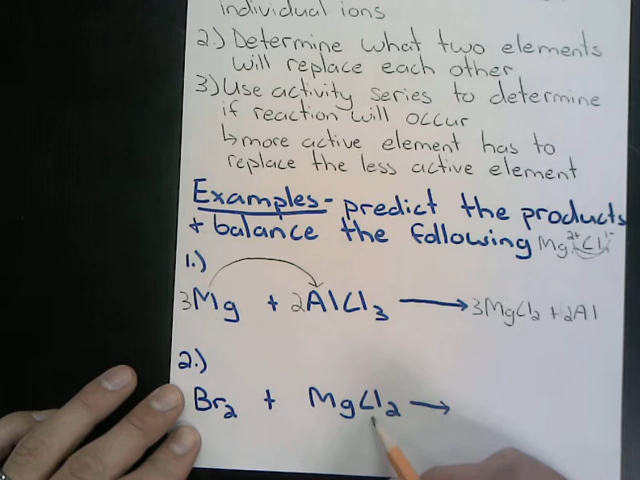 individual ions
2.) Determine what two elements
will replace each other
3) Use activity series to determine
if reaction will occur
↳more active element has to
replace the less active element
Examples - predict the products
+ balance the following Mg²⁺Cl¹⁻
1.)
3Mg + 2AlCl₃ → 3MgCl₂ + 2Al
2.)
Br₂ + MgCl₂ →